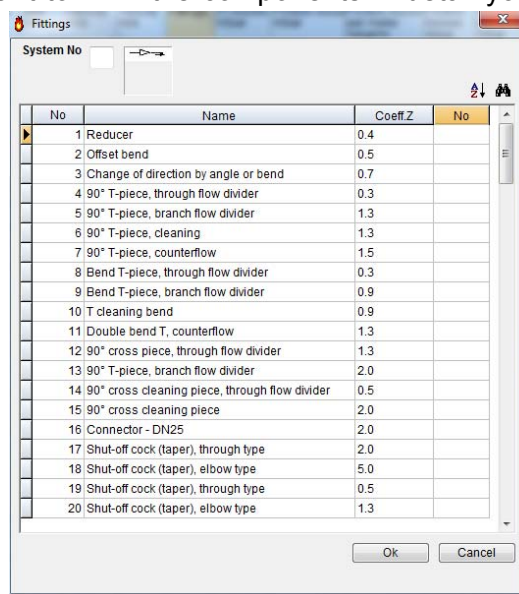 Fittings
System No
No Name Coeff.Z No
1 Reducer 0.4
2 Offset bend 0.5
3 Change of direction by angle or bend 0.7
4 90° T-piece, through flow divider 0.3
5 90° T-piece, branch flow divider 1.3
6 90° T-piece, cleaning 1.3
7 90° T-piece, counterflow 1.5
8 Bend T-piece, through flow divider 0.3
9 Bend T-piece, branch flow divider 0.9
10 T cleaning bend 0.9
11 Double bend T, counterflow 1.3
12 90° cross piece, through flow divider 1.3
13 90° T-piece, branch flow divider 2.0
14 90° cross cleaning piece, through flow divider 0.5
15 90° cross cleaning piece 2.0
16 Connector - DN25 2.0
17 Shut-off cock (taper), through type 2.0
18 Shut-off cock (taper), elbow type 5.0
19 Shut-off cock (taper), through type 0.5
20 Shut-off cock (taper), elbow type 1.3
Ok Cancel